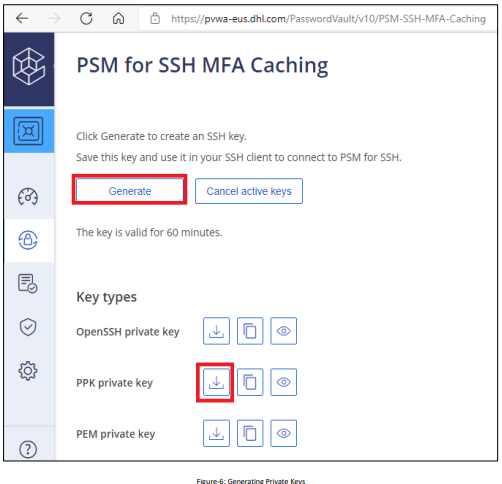 https://pvwa-eus.dhl.com/PasswordVault/v10/PSM-SSH-MFA-Caching
PSM for SSH MFA Caching
Click Generate to create an SSH key.
Save this key and use it in your SSH client to connect to PSM for SSH.
Generate
Cancel active keys
The key is valid for 60 minutes.
Key types
OpenSSH private key
PPK private key
PEM private key
Figure-6: Generating Private Keys